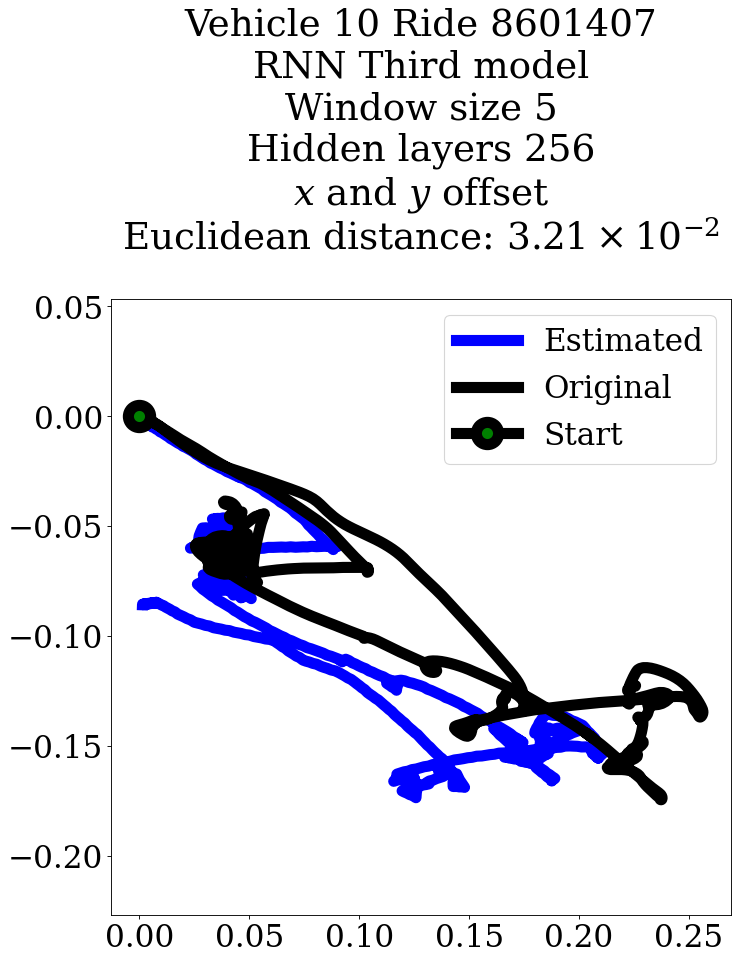 Vehicle 10 Ride 8601407
RNN Third model
Window size 5
Hidden layers 256
x and y offset
Euclidean distance: 3.21 × 10⁻²
Estimated
Original
Start
0.05
0.00
−0.05
−0.10
−0.15
−0.20
0.00 0.05 0.10 0.15 0.20 0.25